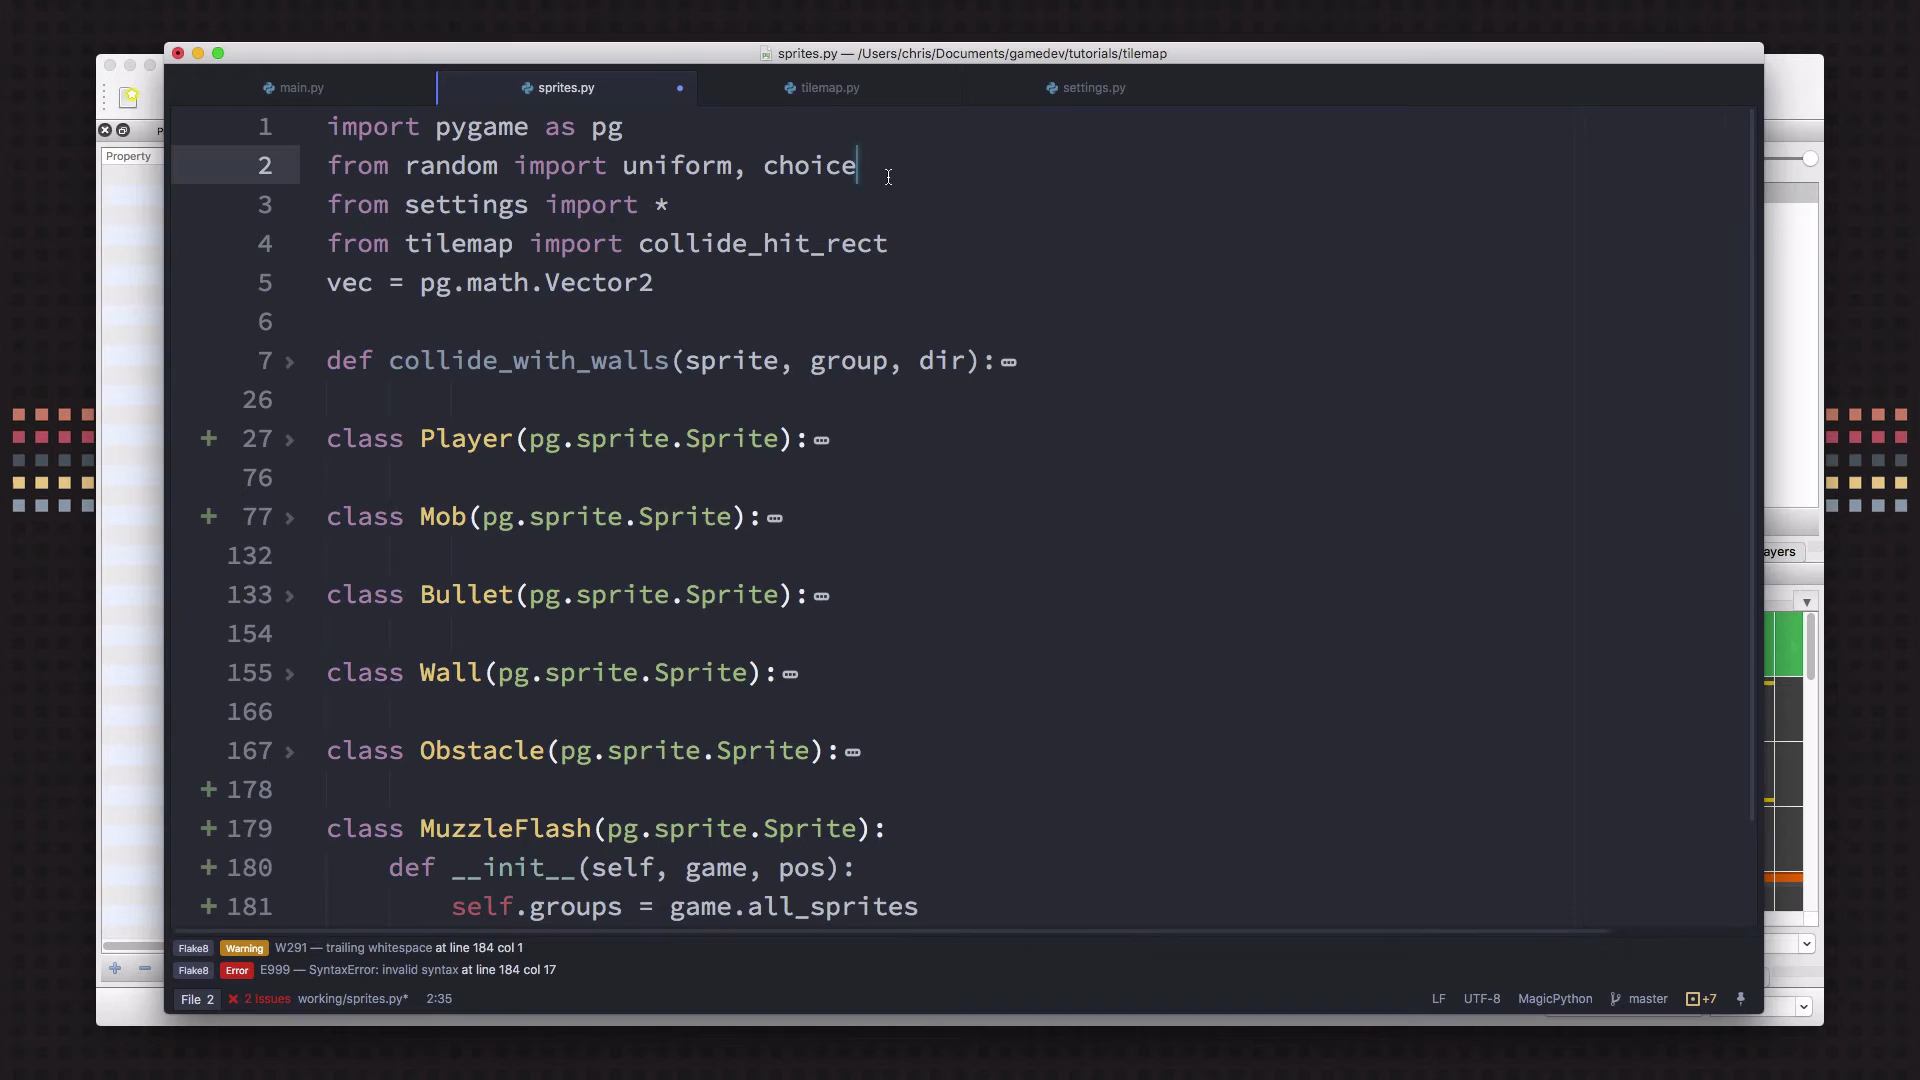 sprites.py — /Users/chris/Documents/gamedev/tutorials/tilemap
main.py
sprites.py
tilemap.py
settings.py
P
Property
1 import pygame as pg
2 from random import uniform, choice
3 from settings import *
4 from tilemap import collide_hit_rect
5 vec = pg.math.Vector2
6
7 def collide_with_walls(sprite, group, dir):
26
+ 27 class Player(pg.sprite.Sprite):
76
+ 77 class Mob(pg.sprite.Sprite):
132
133 class Bullet(pg.sprite.Sprite):
154
155 class Wall(pg.sprite.Sprite):
166
167 class Obstacle(pg.sprite.Sprite):
+ 178
+ 179 class MuzzleFlash(pg.sprite.Sprite):
+ 180 def __init__(self, game, pos):
+ 181 self.groups = game.all_sprites
ayers
Flake8 Warning W291 — trailing whitespace at line 184 col 1
Flake8 Error E999 — SyntaxError: invalid syntax at line 184 col 17
File 2 2 issues working/sprites.py* 2:35 LF UTF-8 MagicPython master +7